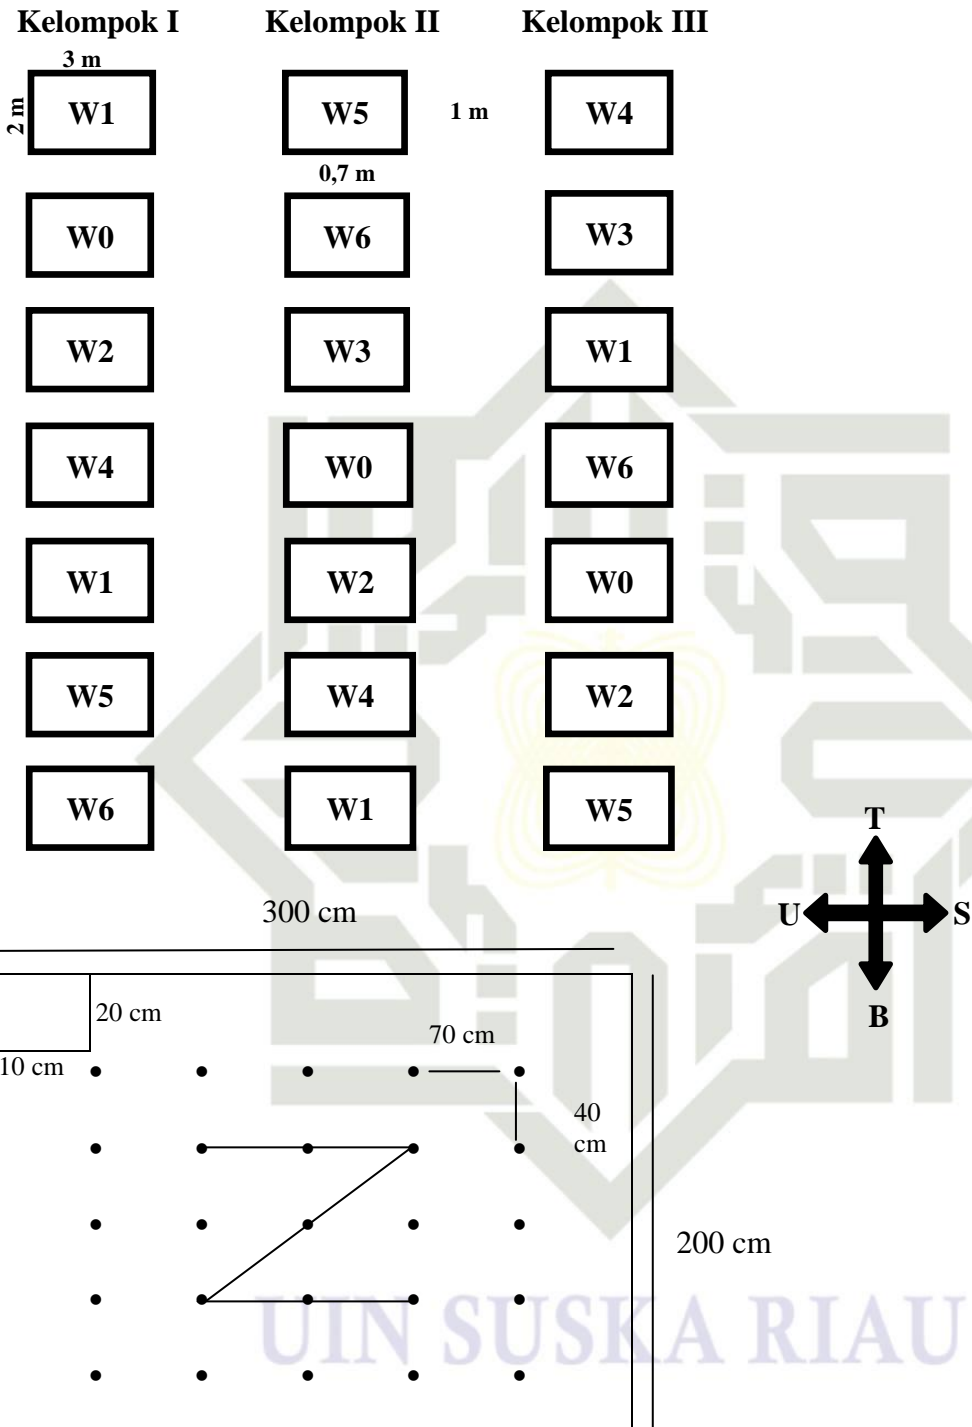 Kelompok I Kelompok II Kelompok III
3 m
2 m
W1 W5 1 m W4
0,7 m
W0 W6 W3
W2 W3 W1
W4 W0 W6
W1 W2 W0
W5 W4 W2
W6 W1 W5
T
U S
B
300 cm
20 cm
10 cm
70 cm
40
cm
200 cm
UIN SUSKA RIAU